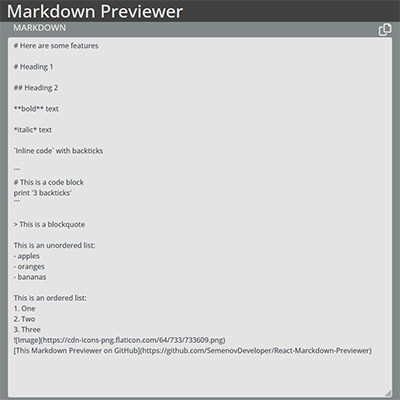 Markdown Previewer
MARKDOWN
# Here are some features
# Heading 1
## Heading 2
**bold** text
*italic* text
`Inline code` with backticks
```
# This is a code block
print '3 backticks'
```
> This is a blockquote
This is an unordered list:
- apples
- oranges
- bananas
This is an ordered list:
1. One
2. Two
3. Three
![Image](https://cdn-icons-png.flaticon.com/64/733/733609.png)
[This Markdown Previewer on GitHub](https://github.com/SemenovDeveloper/React-Marckdown-Previewer)